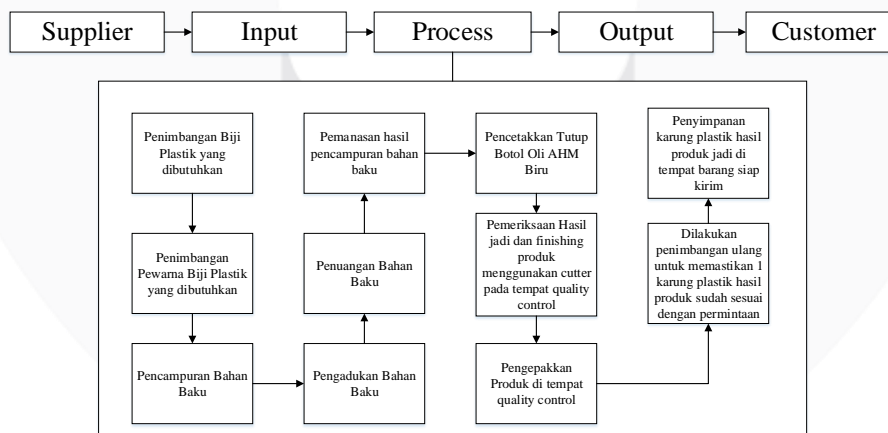 Supplier
Input
Process
Output
Customer
Penimbangan Biji
Plastik yang
dibutuhkan
Penimbangan
Pewarna Biji Plastik
yang dibutuhkan
Pencampuran Bahan
Baku
Pengadukan Bahan
Baku
Penuangan Bahan
Baku
Pemanasan hasil
pencampuran bahan
baku
Pencetakkan Tutup
Botol Oli AHM
Biru
Pemeriksaan Hasil
jadi dan finishing
produk
menggunakan cutter
pada tempat quality
control
Pengepakkan
Produk di tempat
quality control
Dilakukan
penimbangan ulang
untuk memastikan 1
karung plastik hasil
produk sudah sesuai
dengan permintaan
Penyimpanan
karung plastik hasil
produk jadi di
tempat barang siap
kirim